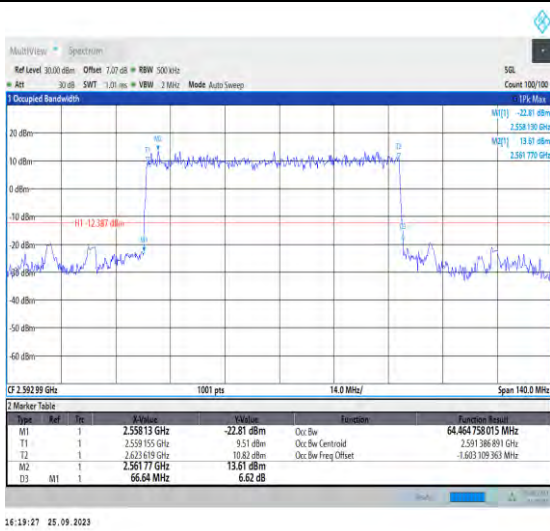 MultiView Spectrum
Ref Level 30.00 dBm Offset 7.07 dB RBW 500 kHz SGL
Att 30 dB SWT 1.01 ms VBW 2 MHz Mode Auto Sweep Count 100/100
1 Occupied Bandwidth 1Pk Max
M1[1] -22.81 dBm
2.558 130 GHz
M2[1] 13.61 dBm
2.561 770 GHz
20 dBm
M2
T1
10 dBm
0 dBm
-10 dBm
H1 -12.387 dBm
-20 dBm
M1
D3
-40 dBm
-60 dBm
CF 2.592 99 GHz 1001 pts 14.0 MHz/ Span 140.0 MHz
2 Marker Table
Type Ref Trc X-Value Y-Value Function Function Result
M1 1 2.558 13 GHz -22.81 dBm Occ Bw 64.464 758 015 MHz
T1 1 2.559 155 GHz 9.51 dBm Occ Bw Centroid 2.591 386 891 GHz
T2 1 2.623 619 GHz 10.82 dBm Occ Bw Freq Offset -1.603 109 363 MHz
M2 1 2.561 77 GHz 13.61 dBm
D3 M1 1 66.64 MHz 6.62 dB
16:19:27 25.09.2023